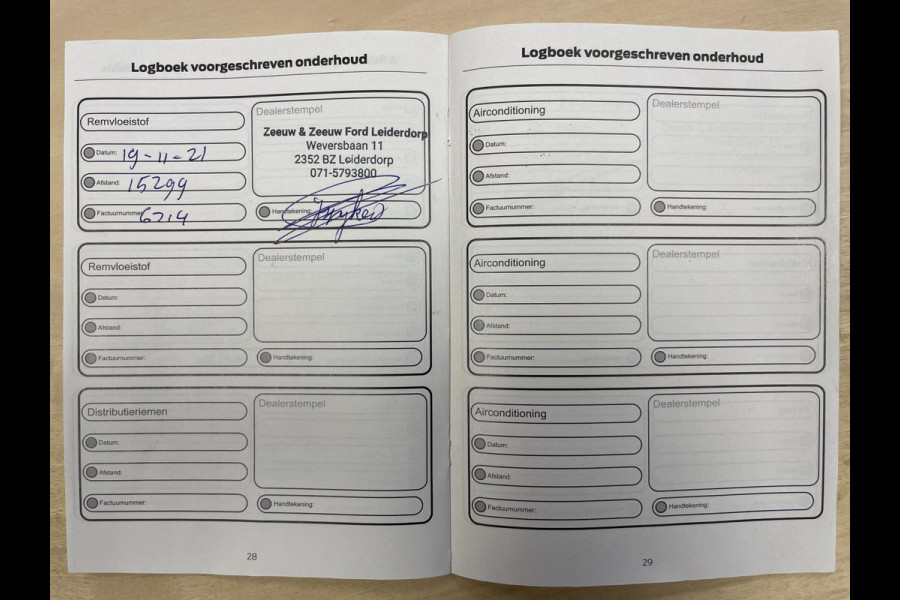 Logboek voorgeschreven onderhoud
Remvloeistof
Datum: 19-11-21
Afstand: 15299
Factuurnummer: 6214
Dealerstempel
Zeeuw & Zeeuw Ford Leiderdorp
Weversbaan 11
2352 BZ Leiderdorp
071-5793800
Handtekening:
Remvloeistof
Datum:
Afstand:
Factuurnummer:
Dealerstempel
Handtekening:
Distributieriemen
Datum:
Afstand:
Factuurnummer:
Dealerstempel
Handtekening:
28
Logboek voorgeschreven onderhoud
Airconditioning
Datum:
Afstand:
Factuurnummer:
Dealerstempel
Handtekening:
Airconditioning
Datum:
Afstand:
Factuurnummer:
Dealerstempel
Handtekening:
Airconditioning
Datum:
Afstand:
Factuurnummer:
Dealerstempel
Handtekening:
29